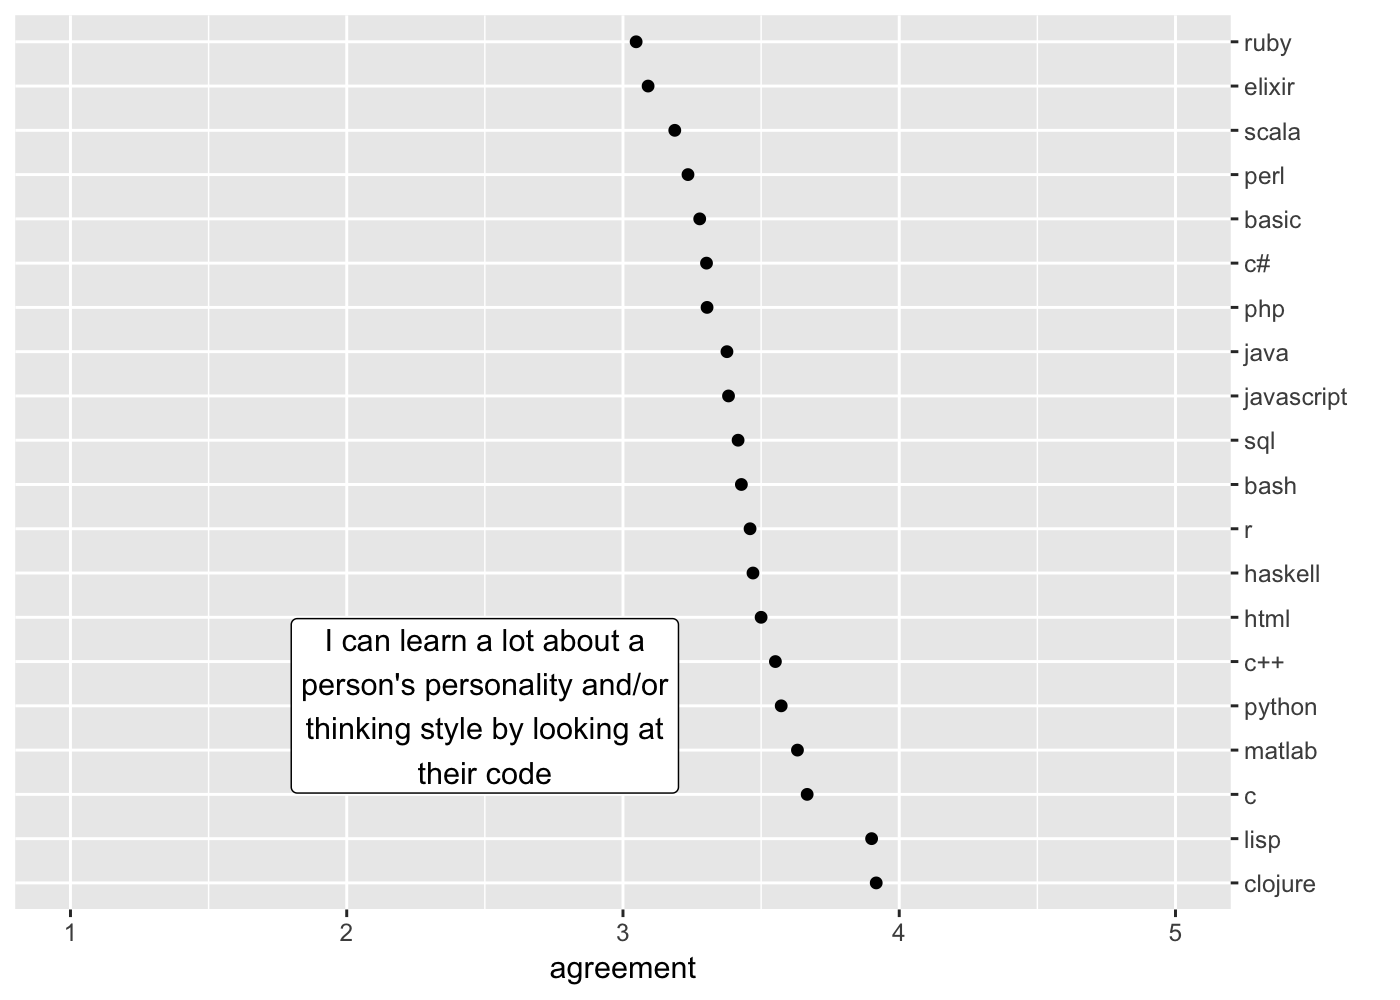 ruby
elixir
scala
perl
basic
c#
php
java
javascript
sql
bash
r
haskell
html
I can learn a lot about a
person's personality and/or
thinking style by looking at
their code
c++
python
matlab
c
lisp
clojure
1 2 3 4 5
agreement